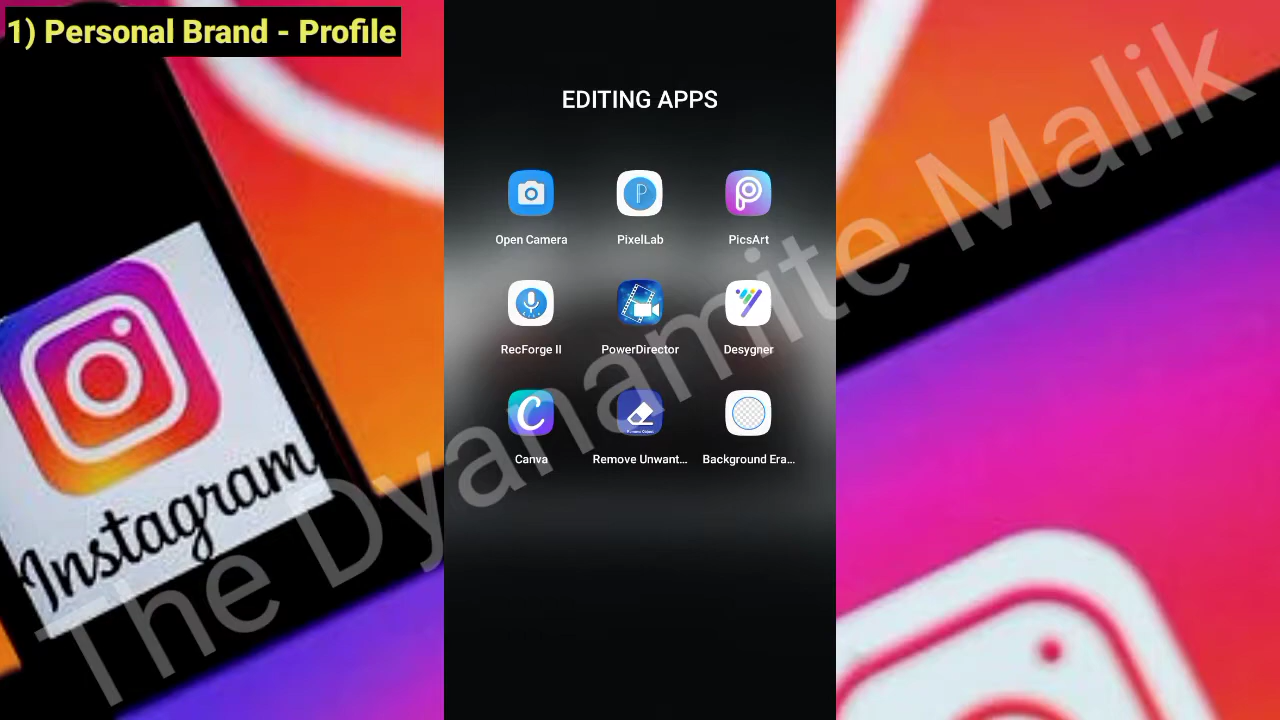 1) Personal Brand - Profile
EDITING APPS
Open Camera
PixelLab
PicsArt
RecForge II
PowerDirector
Desygner
Canva
Remove Unwant...
Background Era...
Instagram
The Dyanamite Malik